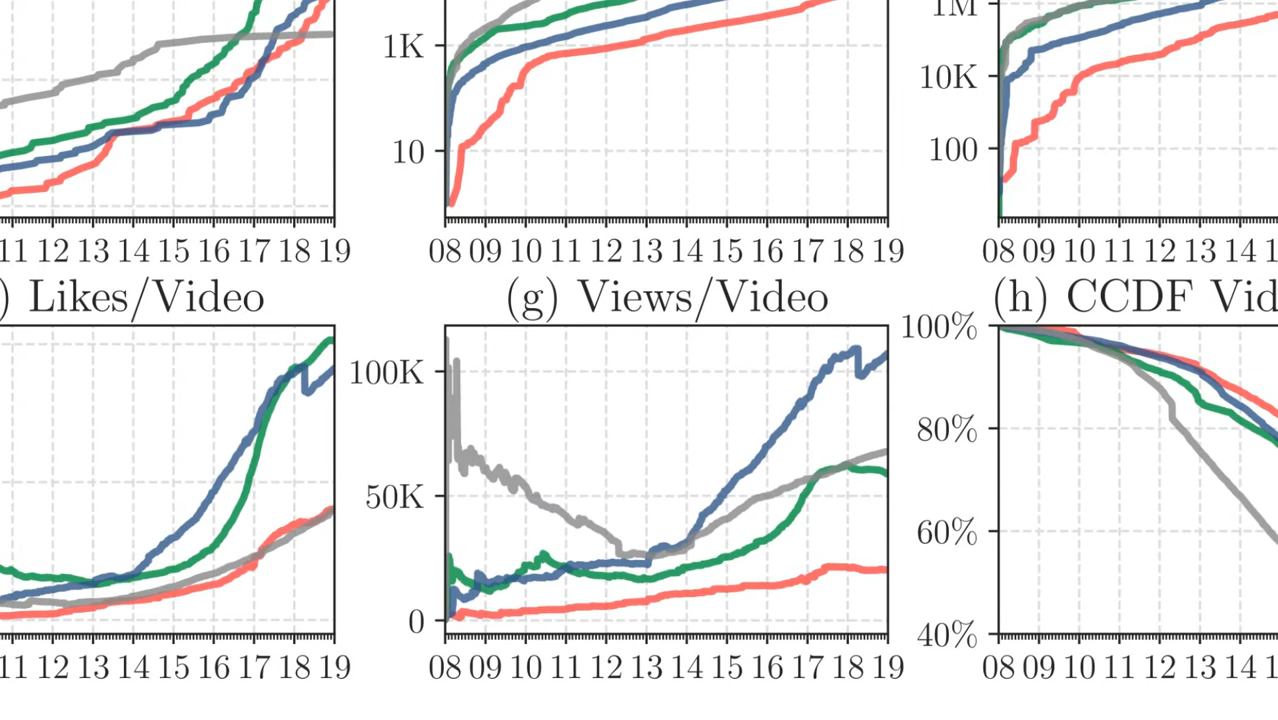 1M
1K
10K
10
100
11 12 13 14 15 16 17 18 19
08 09 10 11 12 13 14 15 16 17 18 19
08 09 10 11 12 13 14 1
) Likes/Video
(g) Views/Video
(h) CCDF Vid
100%
100K
80%
50K
60%
0
40%
11 12 13 14 15 16 17 18 19
08 09 10 11 12 13 14 15 16 17 18 19
08 09 10 11 12 13 14 1